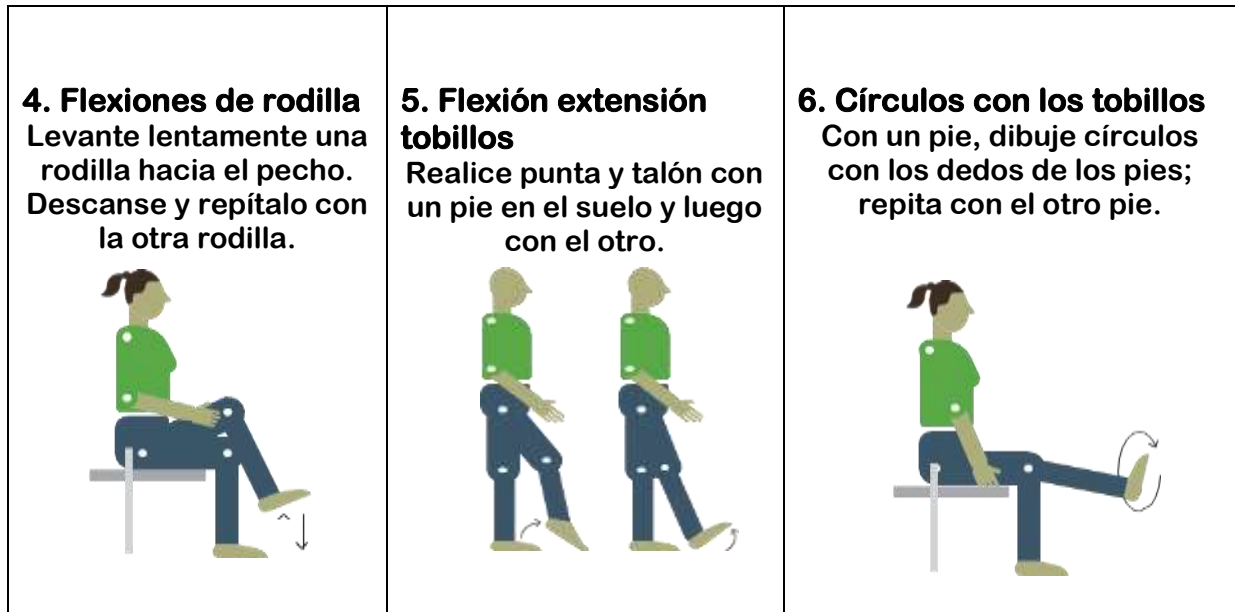 4. Flexiones de rodilla
Levante lentamente una
rodilla hacia el pecho.
Descanse y repítalo con
la otra rodilla.
5. Flexión extensión
tobillos
Realice punta y talón con
un pie en el suelo y luego
con el otro.
6. Círculos con los tobillos
Con un pie, dibuje círculos
con los dedos de los pies;
repita con el otro pie.